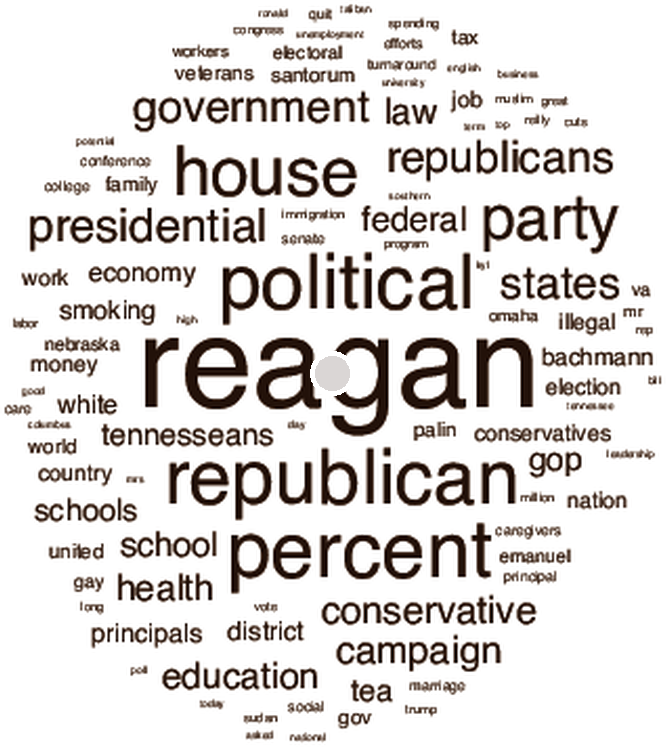 ronald quit taliban
congress unemployment spending
workers electoral efforts tax
veterans santorum turnaround english business
university
government law job muslim great
term top really cuts
potential
conference house republicans
college family southern
presidential immigration federal party
senate program
work economy political states va
smoking high omaha illegal mr
labor rep
nebraska reagan bachmann
money election bill
good
care white tennessee
columbus day
world tennesseans palin conservatives
country mrs republican gop leadership
schools million nation
caregivers
united school percent emanuel
gay health principal
long vote conservative
principals district
poll education campaign
tea marriage
today social trump
sudan gov
asked national